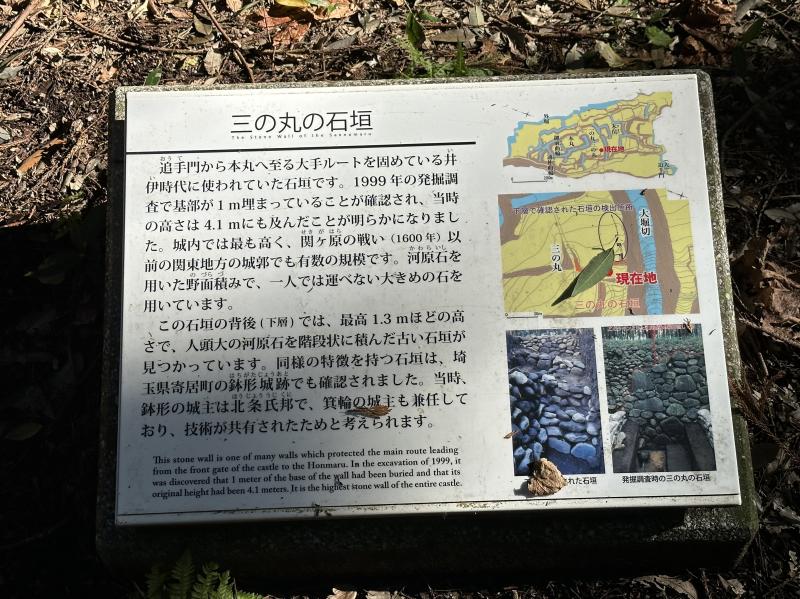 三の丸の石垣
The Stone Wall of the Sannomaru
追手門から本丸へ至る大手ルートを固めている井
伊時代に使われていた石垣です。1999年の発掘調
査で基部が1m埋まっていることが確認され、当時
の高さは4.1mにも及んだことが明らかになりまし
た。城内では最も高く、関ヶ原の戦い（1600年）以
前の関東地方の城郭でも有数の規模です。河原石を
用いた野面積みで、一人では運べない大きめの石を
用いています。
この石垣の背後（下層）では、最高1.3mほどの高
さで、人頭大の河原石を階段状に積んだ古い石垣が
見つかっています。同様の特徴を持つ石垣は、埼
玉県寄居町の鉢形城跡でも確認されました。当時、
鉢形の城主は北条氏邦で、箕輪の城主も兼任して
おり、技術が共有されたためと考えられます。
This stone wall is one of many walls which protected the main route leading
from the front gate of the castle to the Honmaru. In the excavation of 1999, it
was discovered that 1 meter of the base of the wall had been buried and that its
original height had been 4.1 meters. It is the highest stone wall of the entire castle.
現在地
下層で確認された石垣の検出箇所
大堀切
三の丸
現在地
三の丸の石垣
れた石垣
発掘調査時の三の丸の石垣